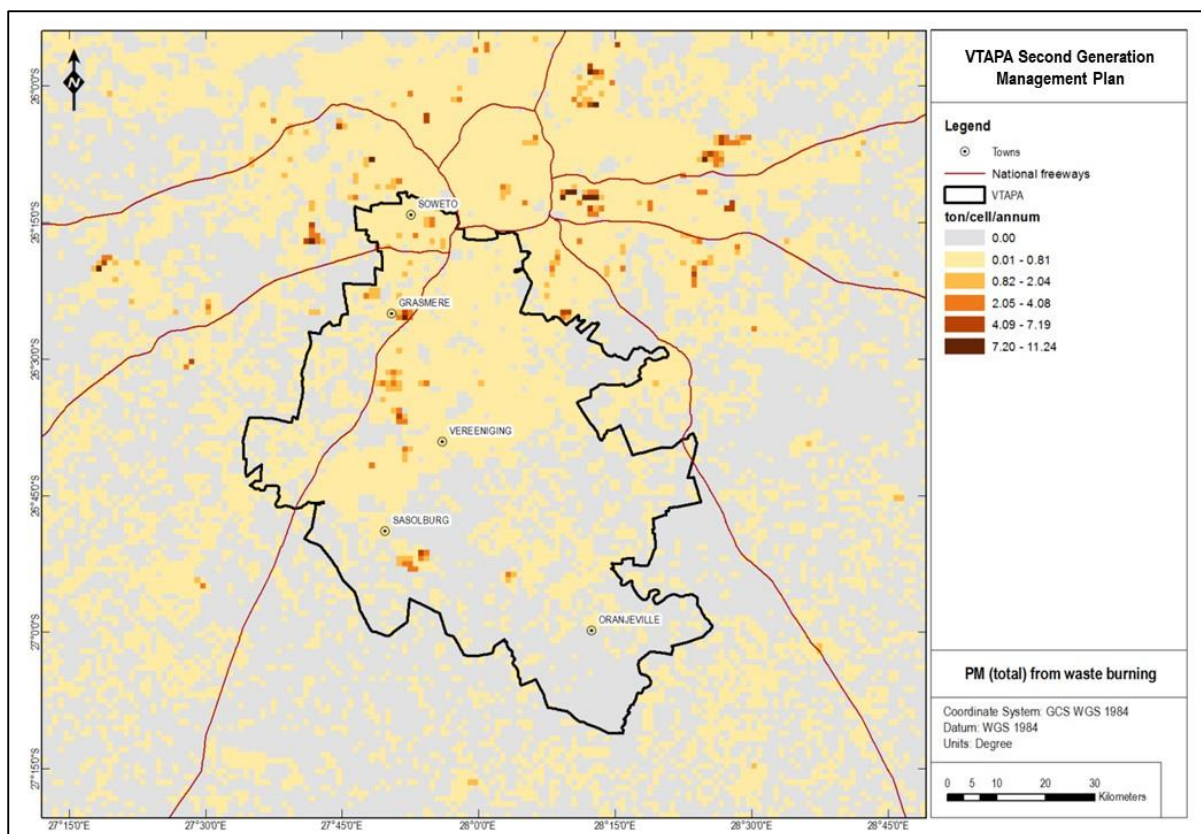 VTAPA Second Generation
Management Plan
Legend
Towns
National freeways
VTAPA
ton/cell/annum
0.00
0.01 - 0.81
0.82 - 2.04
2.05 - 4.08
4.09 - 7.19
7.20 - 11.24
PM (total) from waste burning
Coordinate System: GCS WGS 1984
Datum: WGS 1984
Units: Degree
0 5 10 20 30
Kilometers
N
SOWETO
GRASMERE
VEREENIGING
SASOLBURG
ORANJEVILLE
26°0'0"S
26°15'0"S
26°30'0"S
26°45'0"S
27°0'0"S
27°15'0"S
27°15'0"E
27°30'0"E
27°45'0"E
28°0'0"E
28°15'0"E
28°30'0"E
28°45'0"E